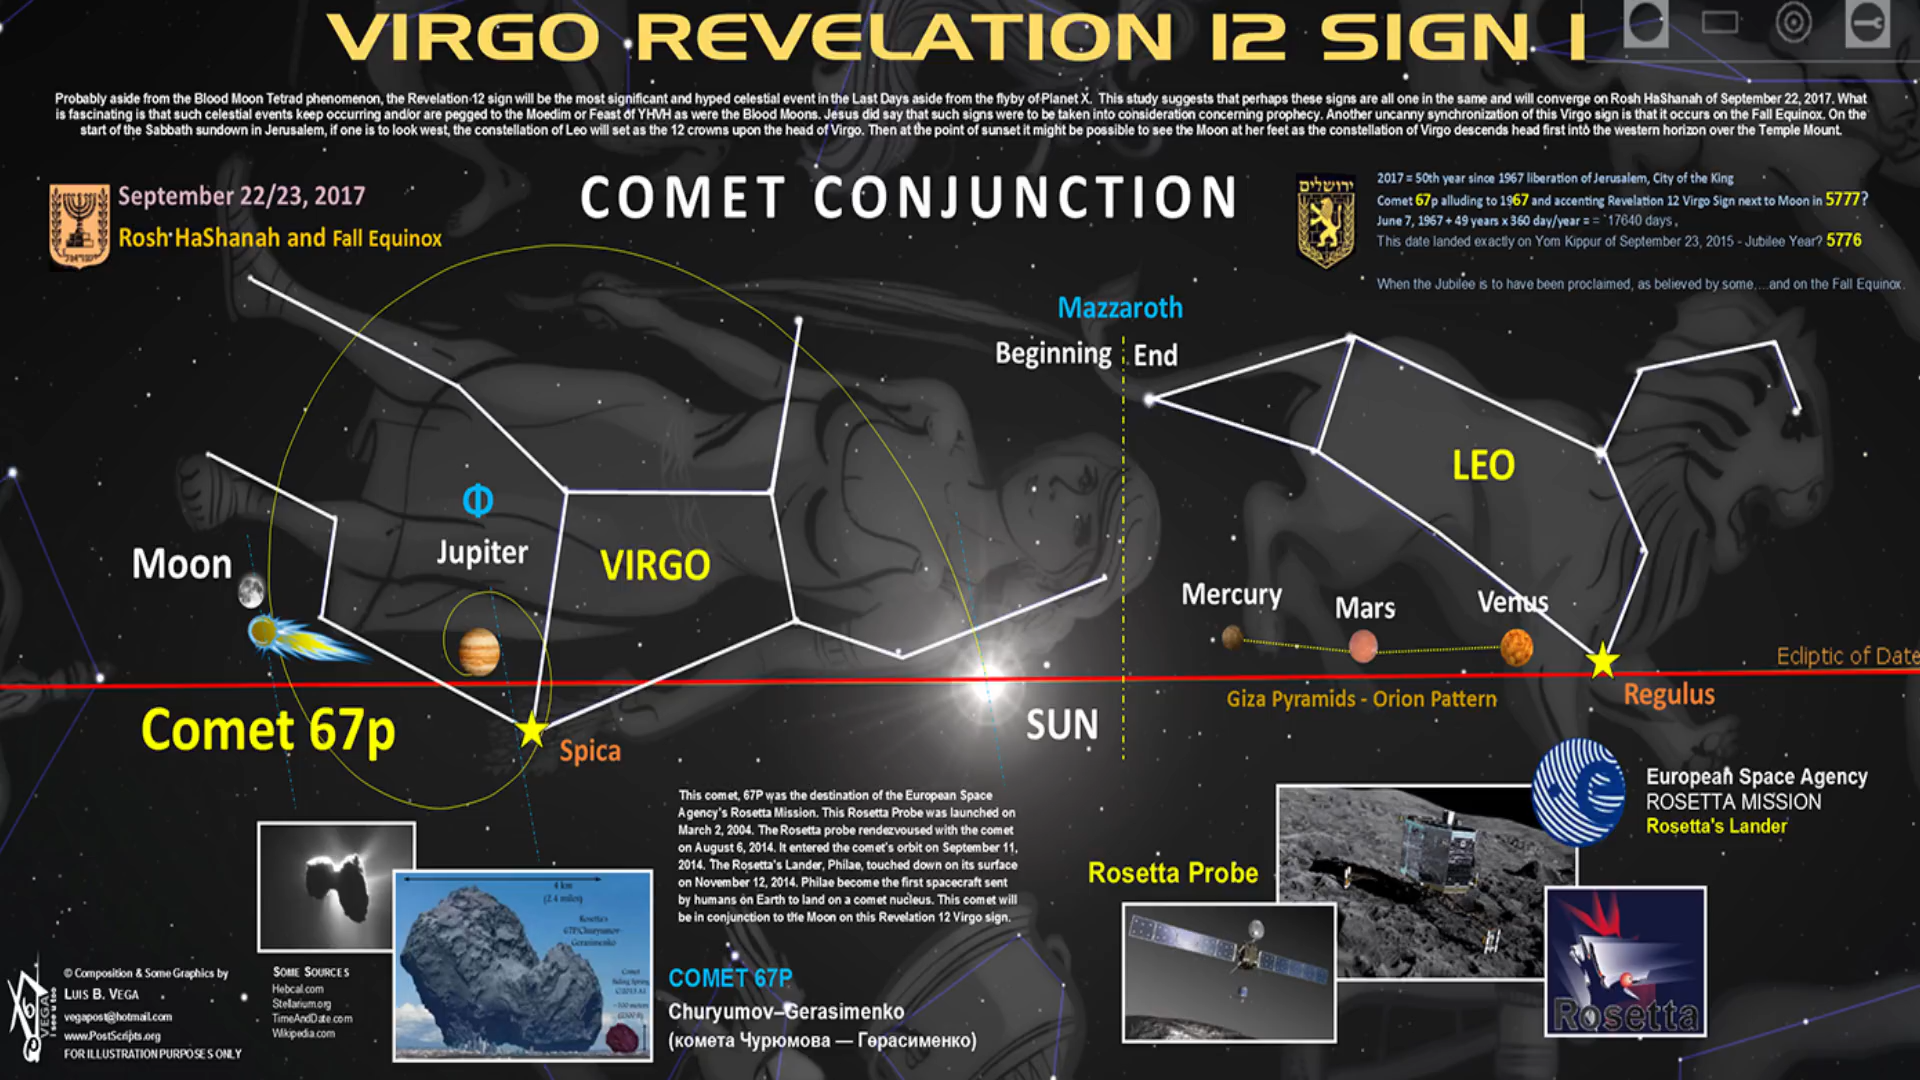 VIRGO REVELATION 12 SIGN I
Probably aside from the Blood Moon Tetrad phenomenon, the Revelation-12 sign will be the most significant and hyped celestial event in the Last Days aside from the flyby of Planet X. This study suggests that perhaps these signs are all one in the same and will converge on Rosh HaShanah of September 22, 2017. What
is fascinating is that such celestial events keep occurring and/or are pegged to the Moedim or Feast of YHVH as were the Blood Moons. Jesus did say that such signs were to be taken into consideration concerning prophecy. Another uncanny synchronization of this Virgo sign is that it occurs on the Fall Equinox. On the
start of the Sabbath sundown in Jerusalem, if one is to look west, the constellation of Leo will set as the 12 crowns upon the head of Virgo. Then at the point of sunset it might be possible to see the Moon at her feet as the constellation of Virgo descends head first into the western horizon over the Temple Mount.
September 22/23, 2017
Rosh HaShanah and Fall Equinox
ישראל
COMET CONJUNCTION
ירושלים
2017 = 50th year since 1967 liberation of Jerusalem, City of the King
Comet 67p alluding to 1967 and accenting Revelation 12 Virgo Sign next to Moon in 5777?
June 7, 1967 + 49 years x 360 day/year = = `17640 days.
This date landed exactly on Yom Kippur of September 23, 2015 - Jubilee Year? 5776
When the Jubilee is to have been proclaimed, as believed by some....and on the Fall Equinox.
Mazzaroth
Beginning End
LEO
Φ
Jupiter
VIRGO
Moon
Mercury
Mars
Venus
Ecliptic of Date
Giza Pyramids - Orion Pattern
Regulus
Comet 67p
SUN
Spica
This comet, 67P was the destination of the European Space
Agency's Rosetta Mission. This Rosetta Probe was launched on
March 2, 2004. The Rosetta probe rendezvoused with the comet
on August 6, 2014. It entered the comet's orbit on September 11,
2014. The Rosetta's Lander, Philae, touched down on its surface
on November 12, 2014. Philae become the first spacecraft sent
by humans on Earth to land on a comet nucleus. This comet will
be in conjunction to the Moon on this Revelation 12 Virgo sign.
European Space Agency
ROSETTA MISSION
Rosetta's Lander
Rosetta Probe
4 km
(2.4 miles)
Rosetta's
67P/Churyumov-
Gerasimenko
Comet
Siding Spring
Rosetta
COMET 67P
Churyumov–Gerasimenko
(комета Чурюмова — Герасименко)
© Composition & Some Graphics by
LUIS B. VEGA
vegapost@hotmail.com
www.PostScripts.org
FOR ILLUSTRATION PURPOSES ONLY
VEGA
SOME SOURCES
Hebcal.com
Stellarium.org
TimeAndDate.com
Wikipedia.com